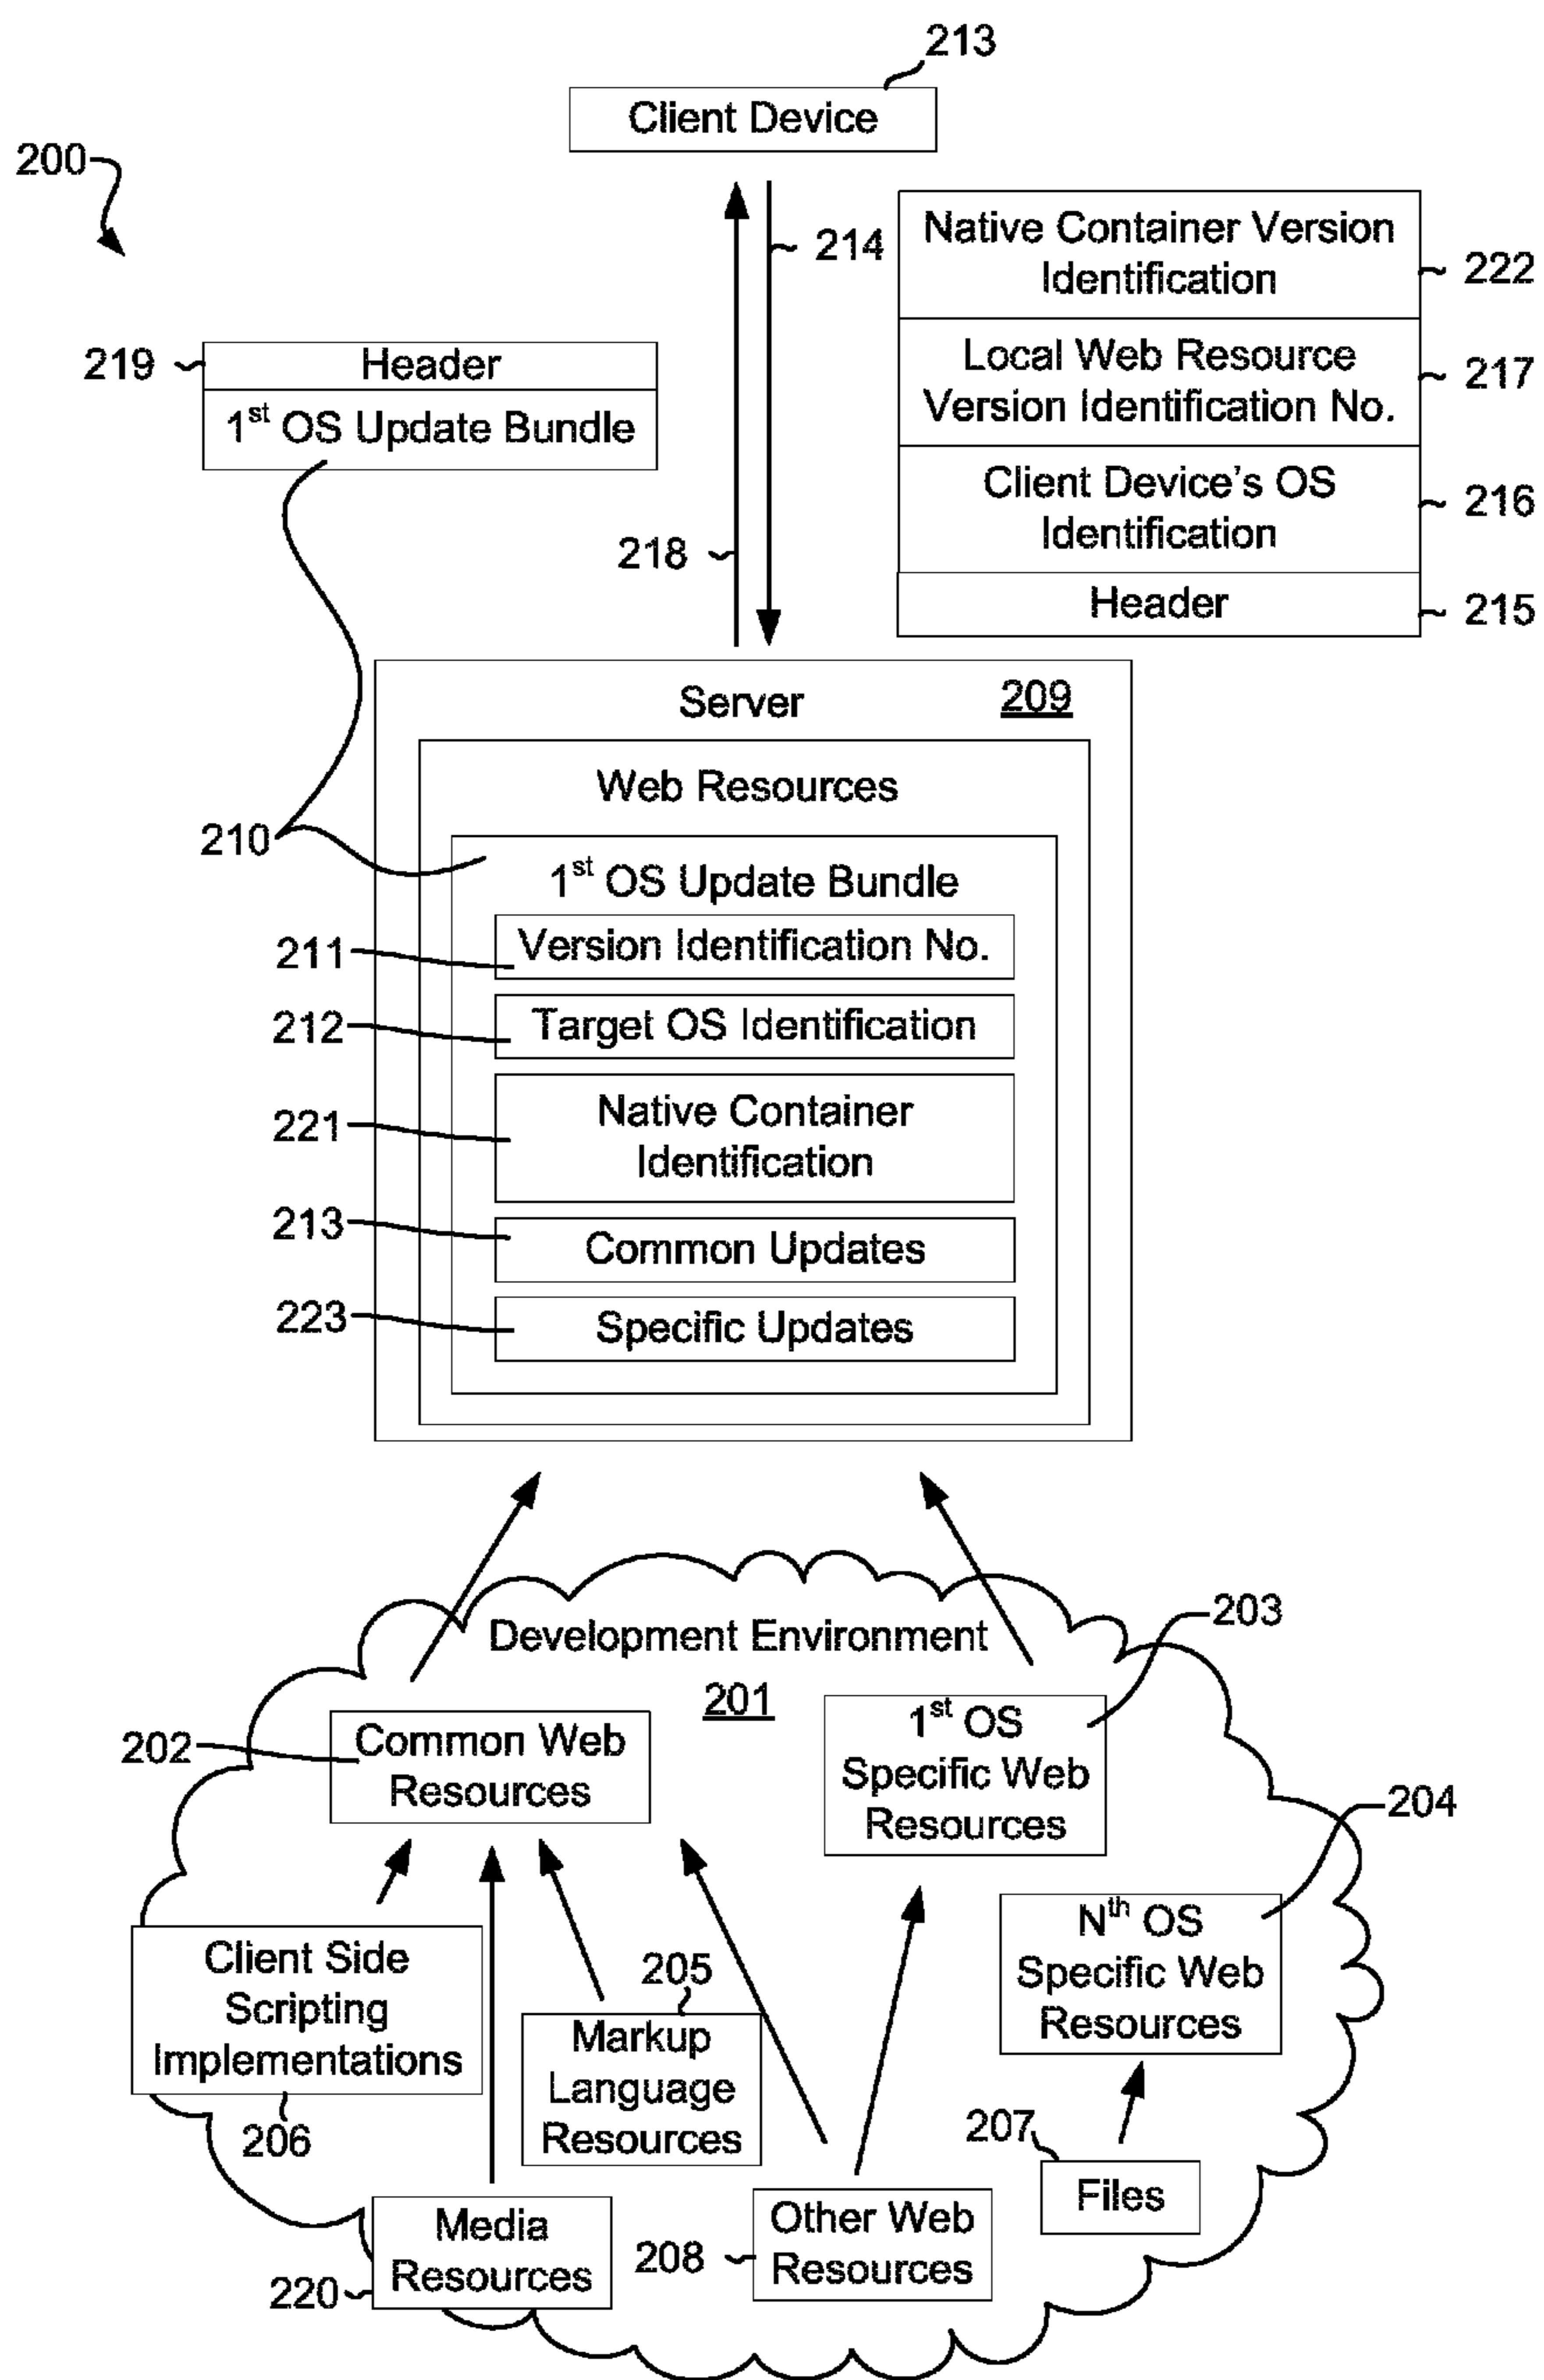 213
Client Device
200
214
Native Container Version
Identification
222
Local Web Resource
Version Identification No.
217
Client Device's OS
Identification
216
Header
215
219
Header
1st OS Update Bundle
218
Server
209
Web Resources
210
1st OS Update Bundle
211
Version Identification No.
212
Target OS Identification
221
Native Container
Identification
213
Common Updates
223
Specific Updates
Development Environment
201
203
1st OS
Specific Web
Resources
202
Common Web
Resources
204
Nth OS
Specific Web
Resources
Client Side
Scripting
Implementations
206
205
Markup
Language
Resources
207
Files
Media
Resources
220
208
Other Web
Resources